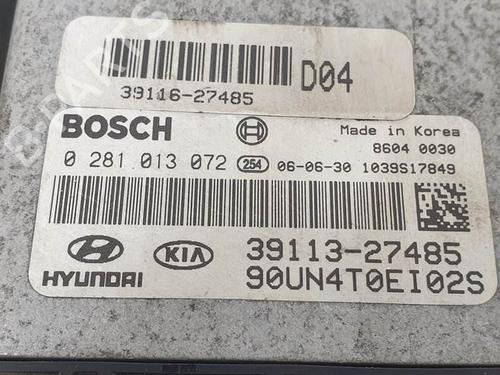 D04
39116-27485
BOSCH
Made in Korea
8604 0030
0 281 013 072 254 06-06-30 1039S17849
HYUNDAI KIA 39113-27485
90UN4T0EI02S
B-PARTS